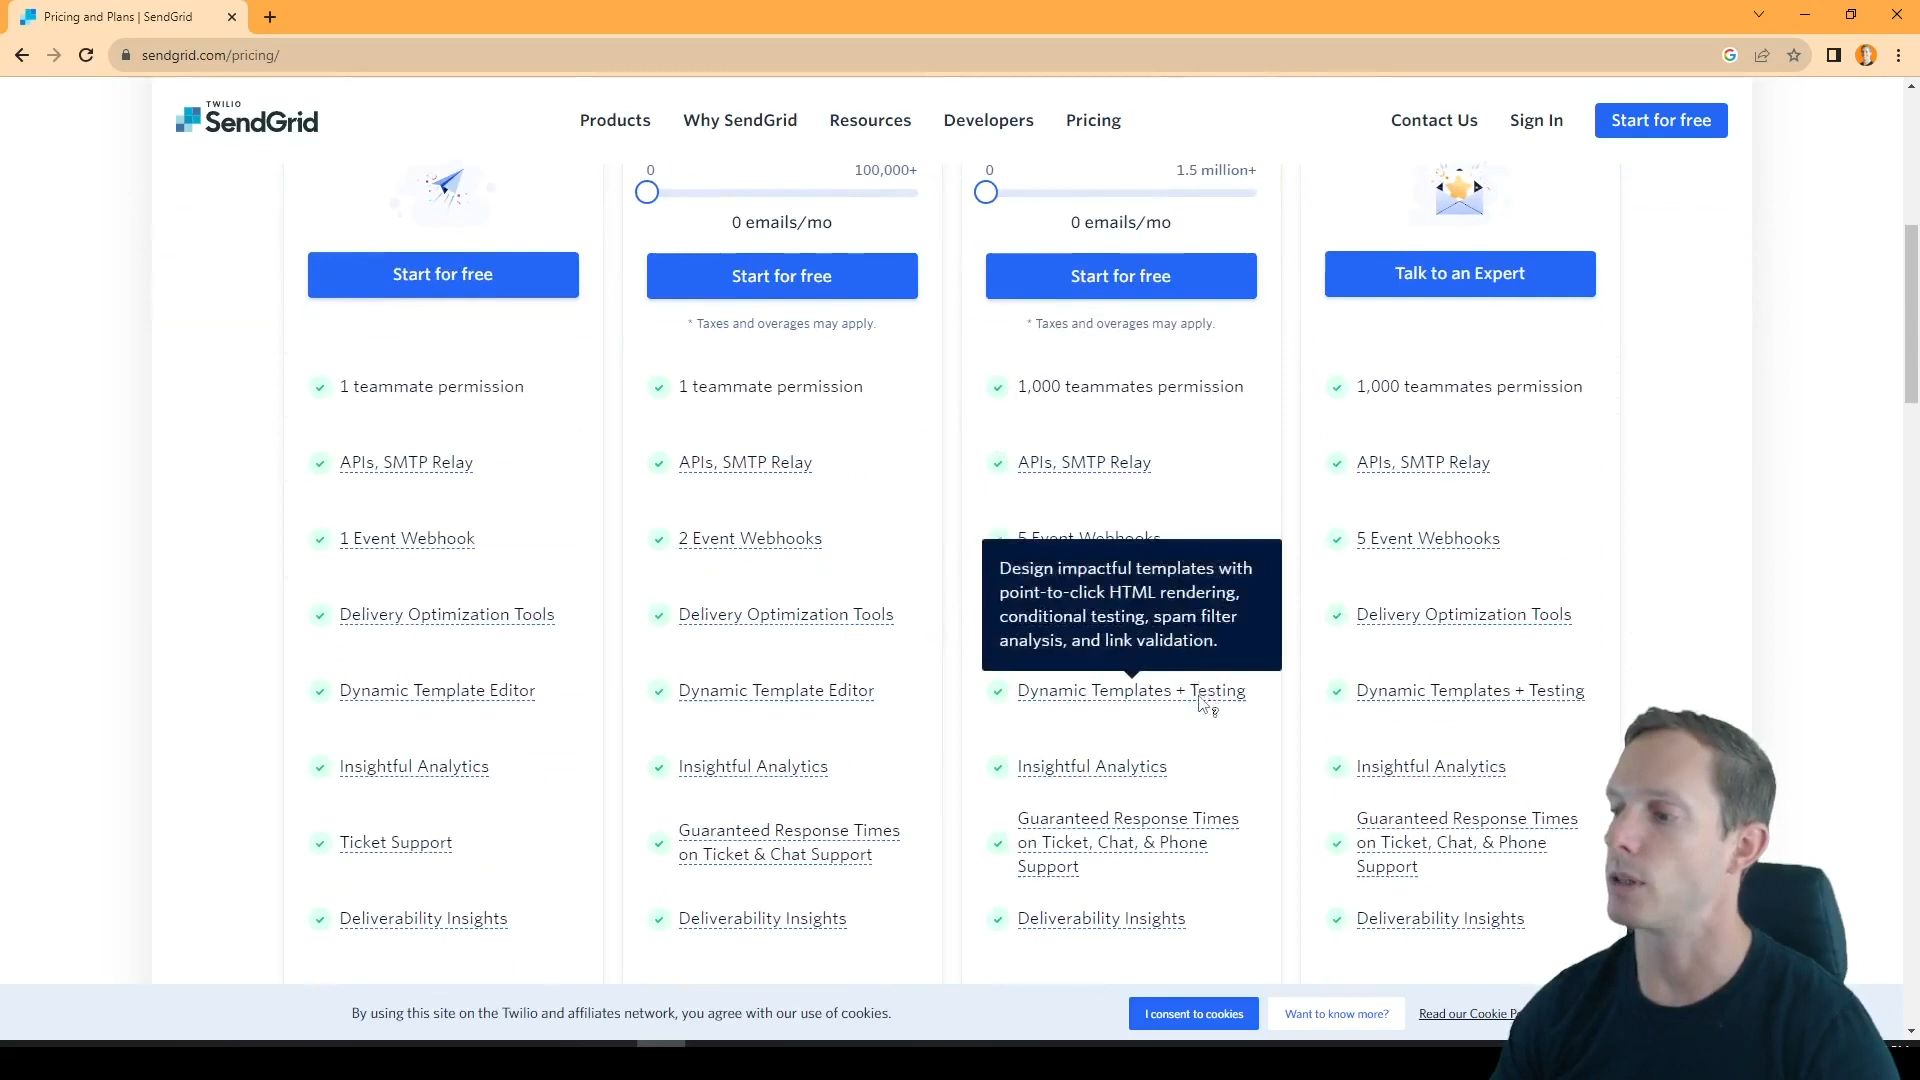 Pricing and Plans | SendGrid
sendgrid.com/pricing/
TWILIO
SendGrid
Products
Why SendGrid
Resources
Developers
Pricing
Contact Us
Sign In
Start for free
0
100,000+
0 emails/mo
0
1.5 million+
0 emails/mo
Start for free
Start for free
Start for free
Talk to an Expert
* Taxes and overages may apply.
* Taxes and overages may apply.
1 teammate permission
1 teammate permission
1,000 teammates permission
1,000 teammates permission
APIs, SMTP Relay
APIs, SMTP Relay
APIs, SMTP Relay
APIs, SMTP Relay
1 Event Webhook
2 Event Webhooks
5 Event Webhooks
5 Event Webhooks
Design impactful templates with
point-to-click HTML rendering,
conditional testing, spam filter
analysis, and link validation.
Delivery Optimization Tools
Delivery Optimization Tools
Delivery Optimization Tools
Dynamic Template Editor
Dynamic Template Editor
Dynamic Templates + Testing
Dynamic Templates + Testing
Insightful Analytics
Insightful Analytics
Insightful Analytics
Insightful Analytics
Ticket Support
Guaranteed Response Times
on Ticket & Chat Support
Guaranteed Response Times
on Ticket, Chat, & Phone
Support
Guaranteed Response Times
on Ticket, Chat, & Phone
Support
Deliverability Insights
Deliverability Insights
Deliverability Insights
Deliverability Insights
By using this site on the Twilio and affiliates network, you agree with our use of cookies.
I consent to cookies
Want to know more?
Read our Cookie